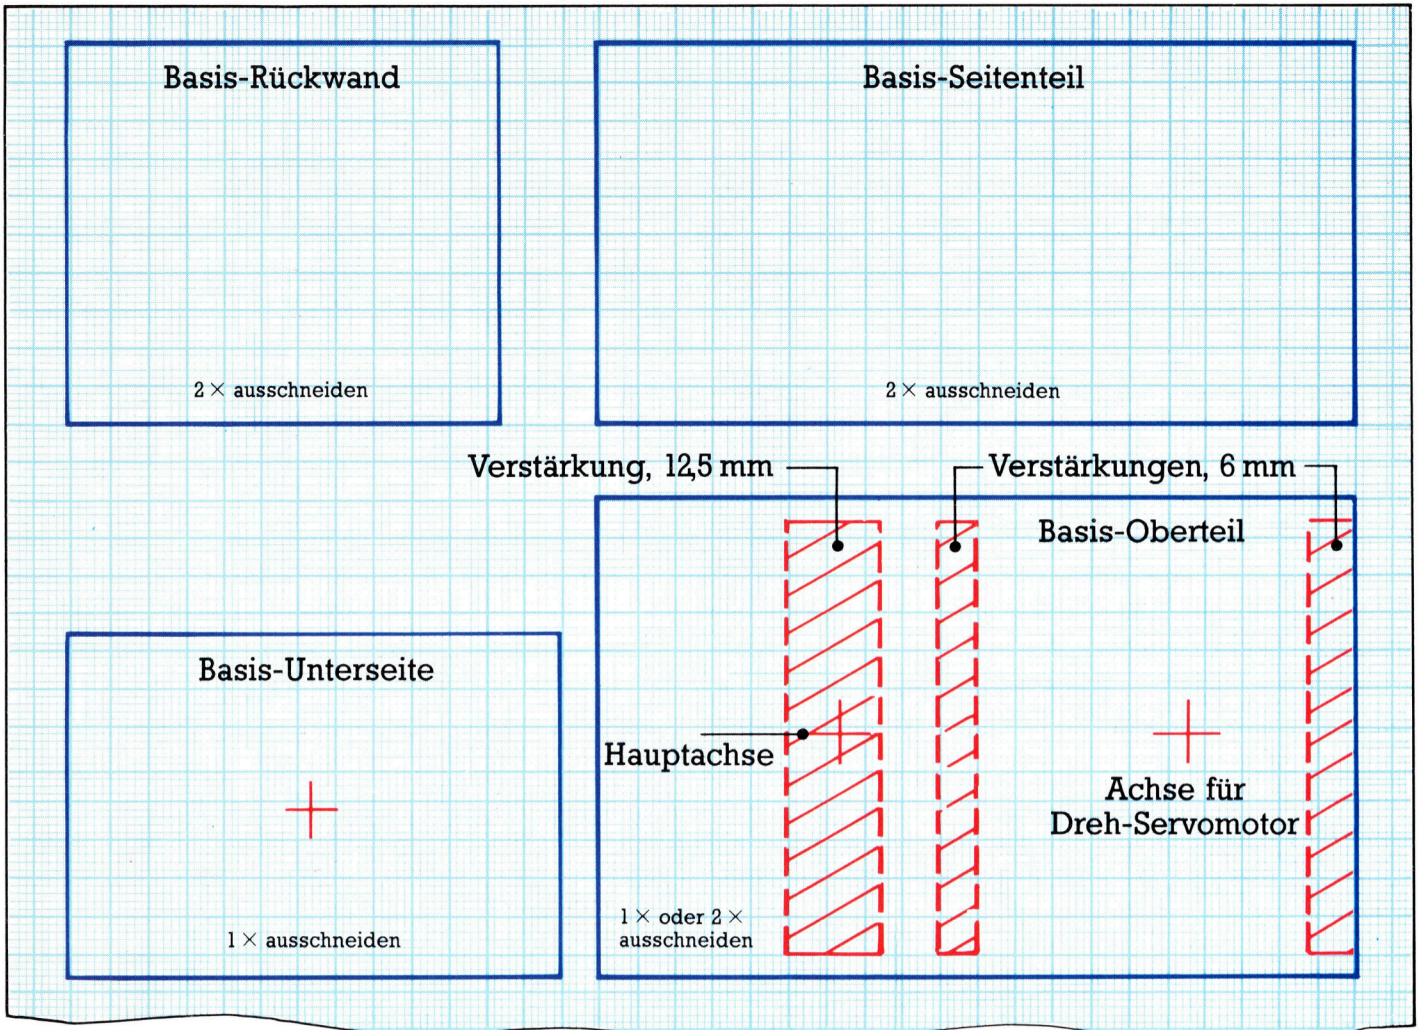 Basis-Rückwand
2 × ausschneiden
Basis-Seitenteil
2 × ausschneiden
Verstärkung, 12,5 mm
Verstärkungen, 6 mm
Basis-Oberteil
Hauptachse
Achse für
Dreh-Servomotor
1 × oder 2 ×
ausschneiden
Basis-Unterseite
1 × ausschneiden